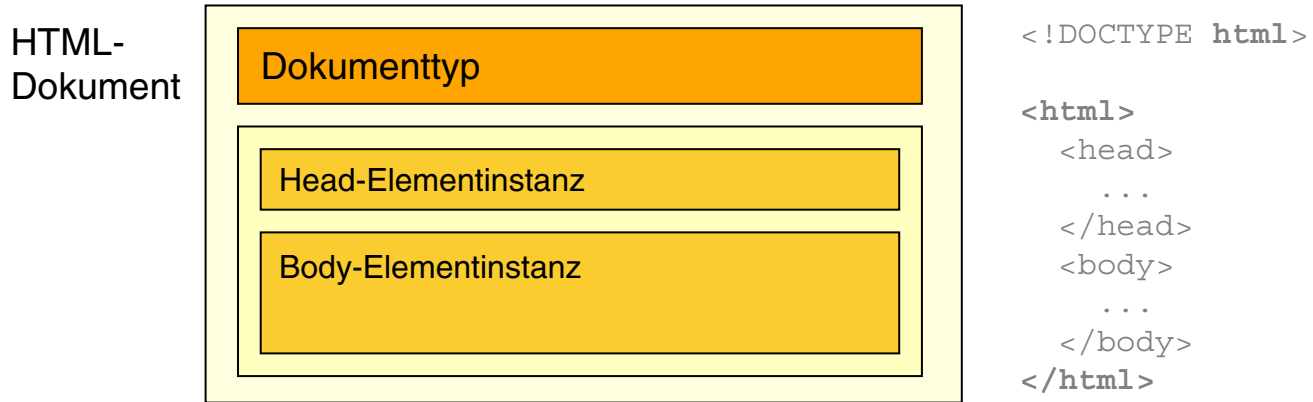 HTML-
Dokument
Dokumenttyp
Head-Elementinstanz
Body-Elementinstanz
<!DOCTYPE html>
<html>
<head>
...
</head>
<body>
...
</body>
</html>